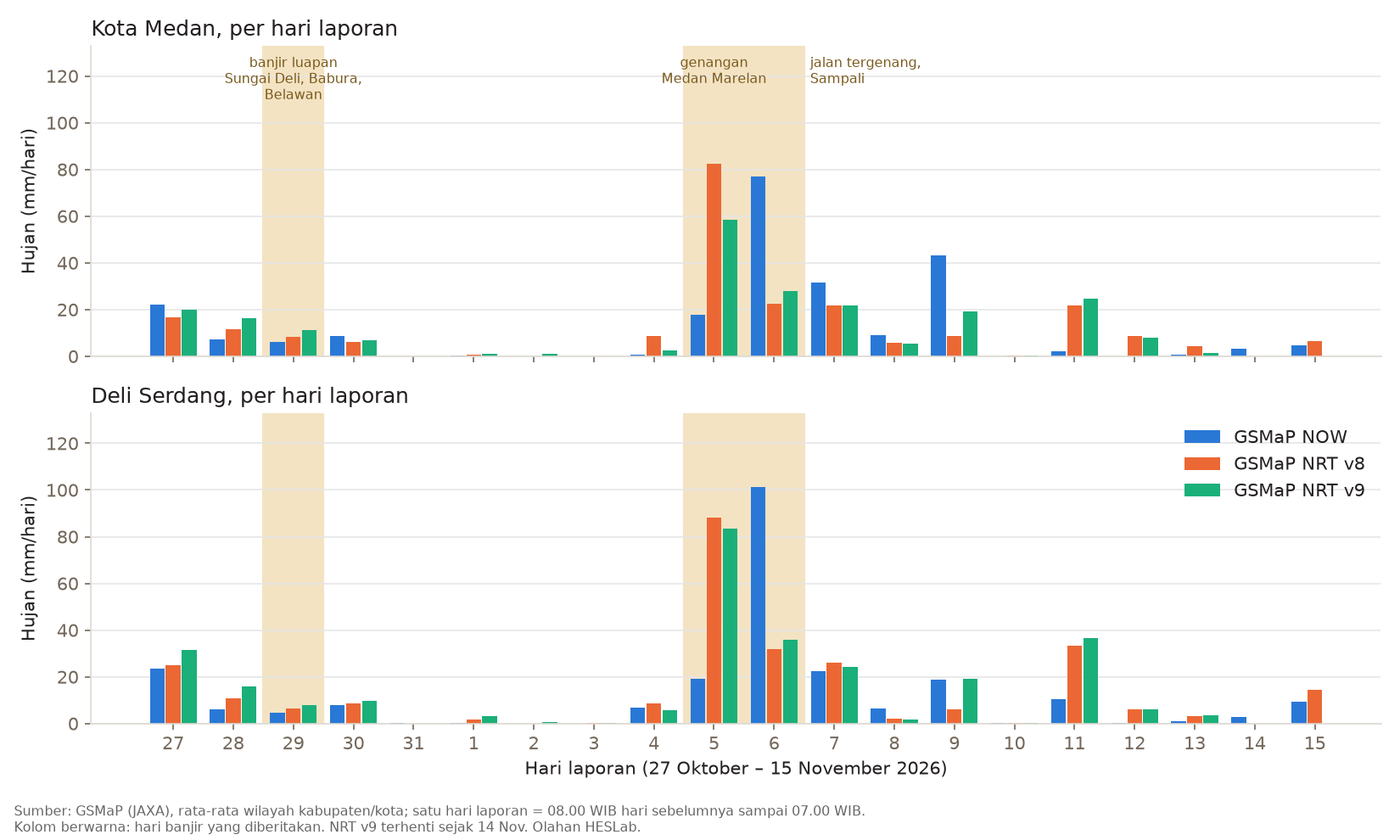 Kota Medan, per hari laporan
banjir luapan
Sungai Deli, Babura,
Belawan
genangan
Medan Marelan
jalan tergenang,
Sampali
120
100
80
60
40
20
0
Hujan (mm/hari)
Deli Serdang, per hari laporan
GSMaP NOW
GSMaP NRT v8
GSMaP NRT v9
120
100
80
60
40
20
0
Hujan (mm/hari)
27 28 29 30 31 1 2 3 4 5 6 7 8 9 10 11 12 13 14 15
Hari laporan (27 Oktober – 15 November 2026)
Sumber: GSMaP (JAXA), rata-rata wilayah kabupaten/kota; satu hari laporan = 08.00 WIB hari sebelumnya sampai 07.00 WIB.
Kolom berwarna: hari banjir yang diberitakan. NRT v9 terhenti sejak 14 Nov. Olahan HESLab.